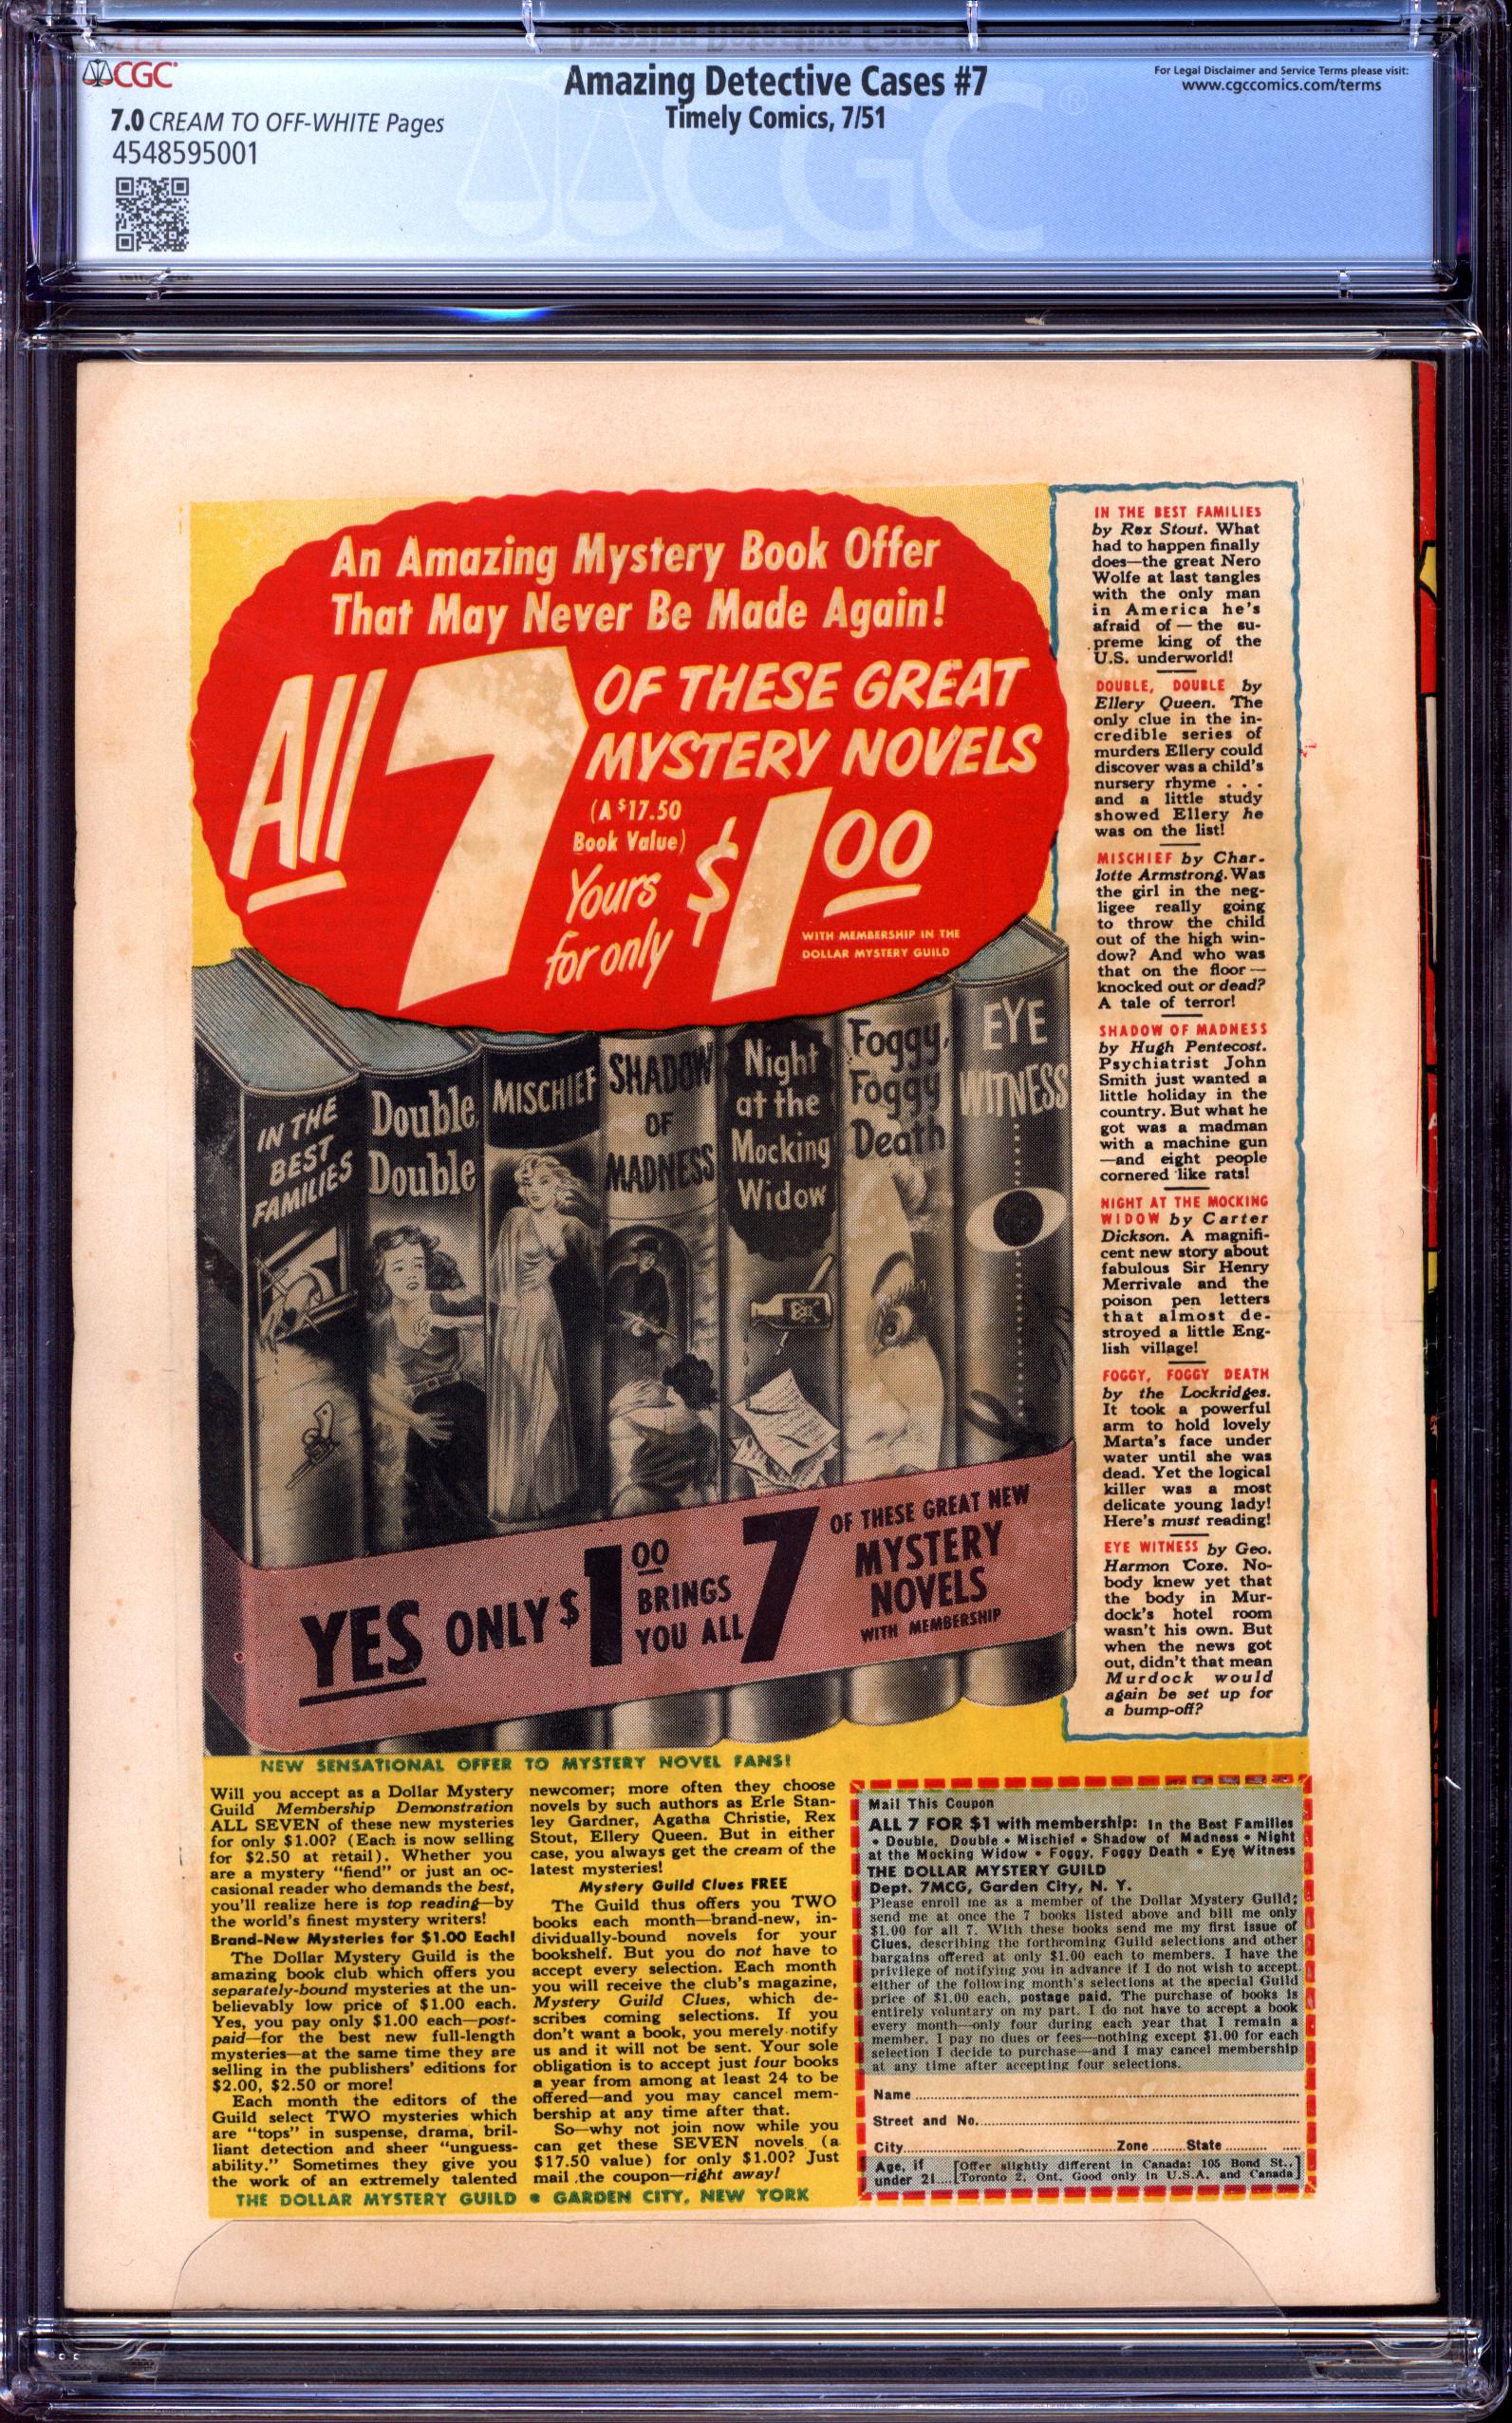 CGC
7.0 CREAM TO OFF-WHITE Pages
4548595001
Amazing Detective Cases #7
Timely Comics, 7/51
For Legal Disclaimer and Service Terms please visit:
www.cgccomics.com/terms
CGC®
An Amazing Mystery Book Offer
That May Never Be Made Again!
All 7 OF THESE GREAT
MYSTERY NOVELS
(A $17.50
Book Value)
Yours
for only
$1.00
WITH MEMBERSHIP IN THE
DOLLAR MYSTERY GUILD
IN THE
BEST
FAMILIES
Double,
Double
MISCHIEF
SHADOW
OF
MADNESS
Night
at the
Mocking
Widow
Foggy,
Foggy
Death
EYE
WITNESS
YES ONLY $1.00
BRINGS
YOU ALL
7
OF THESE GREAT NEW
MYSTERY
NOVELS
WITH MEMBERSHIP
IN THE BEST FAMILIES
by Rex Stout. What
had to happen finally
does—the great Nero
Wolfe at last tangles
with the only man
in America he's
afraid of—the su-
preme king of the
U.S. underworld!
DOUBLE, DOUBLE by
Ellery Queen. The
only clue in the in-
credible series of
murders Ellery could
discover was a child's
nursery rhyme . . .
and a little study
showed Ellery he
was on the list!
MISCHIEF by Char-
lotte Armstrong. Was
the girl in the neg-
ligee really going
to throw the child
out of the high win-
dow? And who was
that on the floor—
knocked out or dead?
A tale of terror!
SHADOW OF MADNESS
by Hugh Pentecost.
Psychiatrist John
Smith just wanted a
little holiday in the
country. But what he
got was a madman
with a machine gun
—and eight people
cornered like rats!
NIGHT AT THE MOCKING
WIDOW by Carter
Dickson. A magnifi-
cent new story about
fabulous Sir Henry
Merrivale and the
poison pen letters
that almost de-
stroyed a little Eng-
lish village!
FOGGY, FOGGY DEATH
by the Lockridges.
It took a powerful
arm to hold lovely
Marta's face under
water until she was
dead. Yet the logical
killer was a most
delicate young lady!
Here's must reading!
EYE WITNESS by Geo.
Harmon Coxe. No-
body knew yet that
the body in Mur-
dock's hotel room
wasn't his own. But
when the news got
out, didn't that mean
Murdock would
again be set up for
a bump-off?
NEW SENSATIONAL OFFER TO MYSTERY NOVEL FANS!
Will you accept as a Dollar Mystery
Guild Membership Demonstration
ALL SEVEN of these new mysteries
for only $1.00? (Each is now selling
for $2.50 at retail). Whether you
are a mystery "fiend" or just an oc-
casional reader who demands the best,
you'll realize here is top reading—by
the world's finest mystery writers!
Brand-New Mysteries for $1.00 Each!
The Dollar Mystery Guild is the
amazing book club which offers you
separately-bound mysteries at the un-
believably low price of $1.00 each.
Yes, you pay only $1.00 each—post-
paid—for the best new full-length
mysteries—at the same time they are
selling in the publishers' editions for
$2.00, $2.50 or more!
Each month the editors of the
Guild select TWO mysteries which
are "tops" in suspense, drama, bril-
liant detection and sheer "unguess-
ability." Sometimes they give you
the work of an extremely talented
newcomer; more often they choose
novels by such authors as Erle Stan-
ley Gardner, Agatha Christie, Rex
Stout, Ellery Queen. But in either
case, you always get the cream of the
latest mysteries!
Mystery Guild Clues FREE
The Guild thus offers you TWO
books each month—brand-new, in-
dividually-bound novels for your
bookshelf. But you do not have to
accept every selection. Each month
you will receive the club's magazine,
Mystery Guild Clues, which de-
scribes coming selections. If you
don't want a book, you merely notify
us and it will not be sent. Your sole
obligation is to accept just four books
a year from among at least 24 to be
offered—and you may cancel mem-
bership at any time after that.
So—why not join now while you
can get these SEVEN novels (a
$17.50 value) for only $1.00? Just
mail the coupon—right away!
THE DOLLAR MYSTERY GUILD • GARDEN CITY, NEW YORK
Mail This Coupon
ALL 7 FOR $1 with membership: In the Best Families
• Double, Double • Mischief • Shadow of Madness • Night
at the Mocking Widow • Foggy, Foggy Death • Eye Witness
THE DOLLAR MYSTERY GUILD
Dept. 7MCG, Garden City, N. Y.
Please enroll me as a member of the Dollar Mystery Guild;
send me at once the 7 books listed above and bill me only
$1.00 for all 7. With these books send me my first issue of
Clues, describing the forthcoming Guild selections and other
bargains offered at only $1.00 each to members. I have the
privilege of notifying you in advance if I do not wish to accept
either of the following month's selections at the special Guild
price of $1.00 each, postage paid. The purchase of books is
entirely voluntary on my part. I do not have to accept a book
every month—only four during each year that I remain a
member. I pay no dues or fees—nothing except $1.00 for each
selection I decide to purchase—and I may cancel membership
at any time after accepting four selections.
Name
Street and No.
City Zone State
Age, if
under 21
[Offer slightly different in Canada: 105 Bond St.,
Toronto 2, Ont. Good only in U.S.A. and Canada]